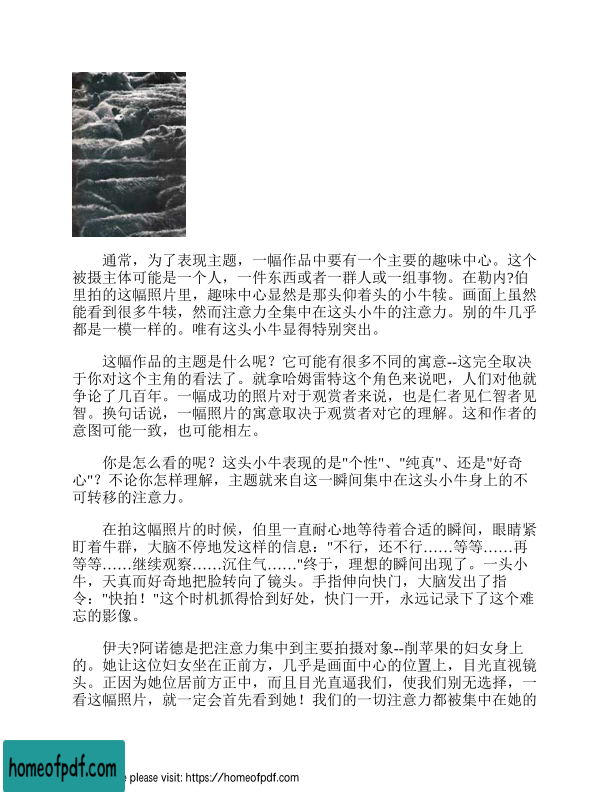 通常，为了表现主题，一幅作品中要有一个主要的趣味中心。这个
被摄主体可能是一个人，一件东西或者一群人或一组事物。在勒内?伯
里拍的这幅照片里，趣味中心显然是那头仰着头的小牛犊。画面上虽然
能看到很多牛犊，然而注意力全集中在这头小牛的注意力。别的牛几乎
都是一模一样的。唯有这头小牛显得特别突出。
这幅作品的主题是什么呢？它可能有很多不同的寓意--这完全取决
于你对这个主角的看法了。就拿哈姆雷特这个角色来说吧，人们对他就
争论了几百年。一幅成功的照片对于观赏者来说，也是仁者见仁智者见
智。换句话说，一幅照片的寓意取决于观赏者对它的理解。这和作者的
意图可能一致，也可能相左。
你是怎么看的呢？这头小牛表现的是"个性"、"纯真"、还是"好奇
心"？不论你怎样理解，主题就来自这一瞬间集中在这头小牛身上的不
可转移的注意力。
在拍这幅照片的时候，伯里一直耐心地等待着合适的瞬间，眼睛紧
盯着牛群，大脑不停地发这样的信息："不行，还不行……等等……再
等等……继续观察……沉住气……"终于，理想的瞬间出现了。一头小
牛，天真而好奇地把脸转向了镜头。手指伸向快门，大脑发出了指
令："快拍！"这个时机抓得恰到好处，快门一开，永远记录下了这个难
忘的影像。
伊夫?阿诺德是把注意力集中到主要拍摄对象--削苹果的妇女身上
的。她让这位妇女坐在正前方，几乎是画面中心的位置上，目光直视镜
头。正因为她位居前方正中，而且目光直逼我们，使我们别无选择，一
看这幅照片，就一定会首先看到她！我们的一切注意力都被集中在她的
homeofpdf.com
e please visit: https://homeofpdf.com